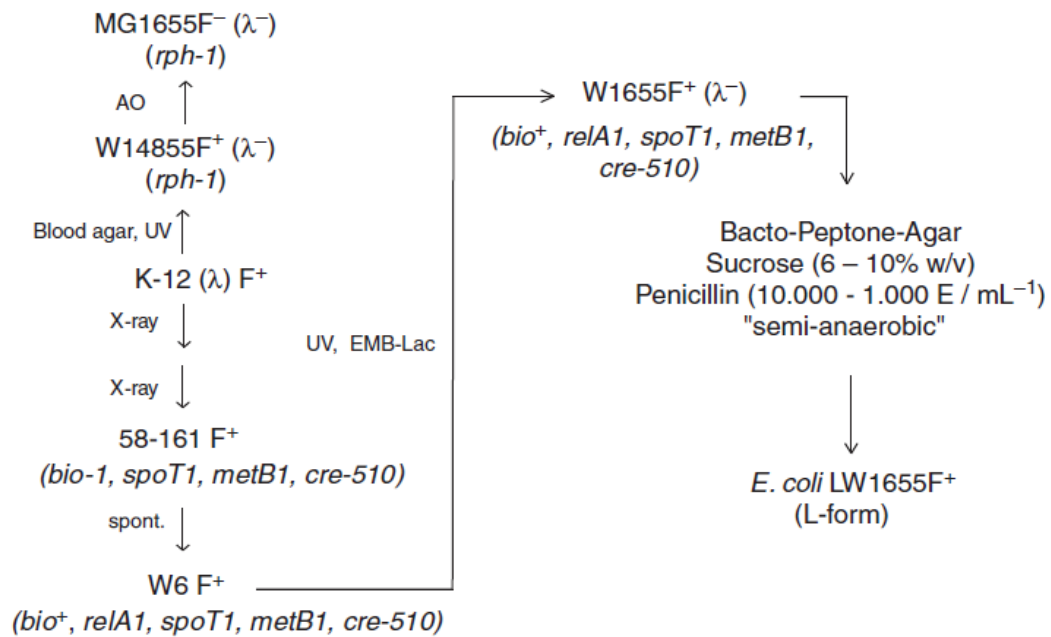 MG1655F⁻ (λ⁻)
(rph-1)
AO
W14855F⁺ (λ⁻)
(rph-1)
Blood agar, UV
K-12 (λ) F⁺
X-ray
X-ray
58-161 F⁺
(bio-1, spoT1, metB1, cre-510)
spont.
W6 F⁺
(bio⁺, relA1, spoT1, metB1, cre-510)
UV, EMB-Lac
W1655F⁺ (λ⁻)
(bio⁺, relA1, spoT1, metB1,
cre-510)
Bacto-Peptone-Agar
Sucrose (6 – 10% w/v)
Penicillin (10.000 - 1.000 E / mL⁻¹)
"semi-anaerobic"
E. coli LW1655F⁺
(L-form)